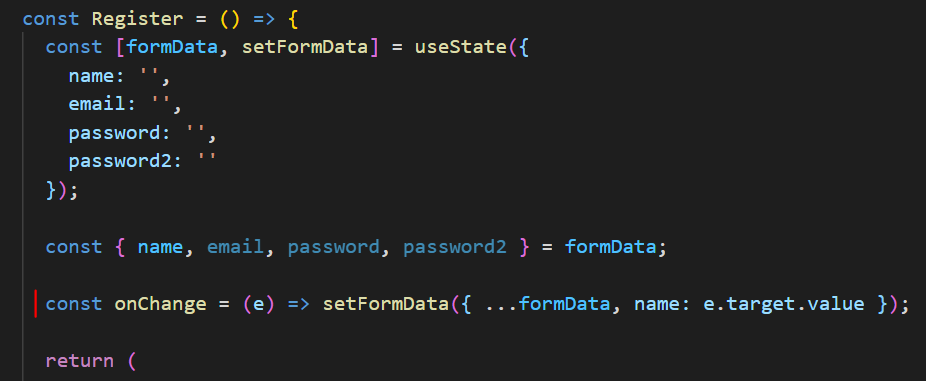 const Register = () => {
  const [formData, setFormData] = useState({
    name: '',
    email: '',
    password: '',
    password2: ''
  });
  const { name, email, password, password2 } = formData;
  const onChange = (e) => setFormData({ ...formData, name: e.target.value });
  return (